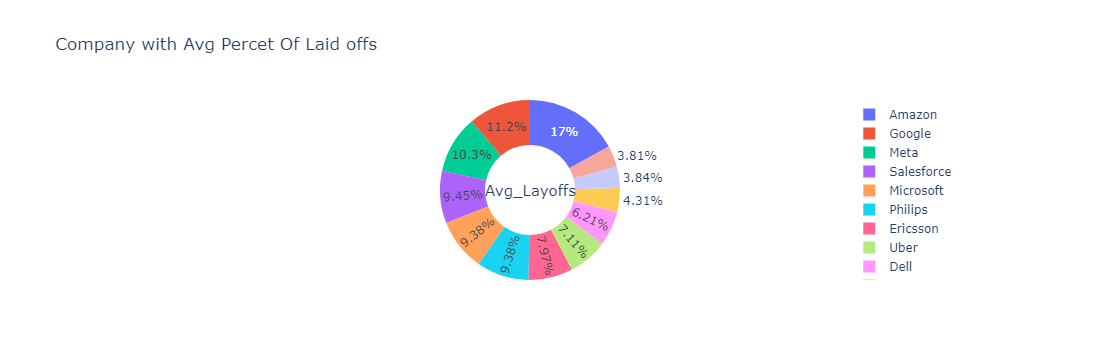 Company with Avg Percet Of Laid offs
17%
11.2%
10.3%
9.45%
9.38%
9.38%
7.97%
7.11%
6.21%
4.31%
3.84%
3.81%
Avg_Layoffs
Amazon
Google
Meta
Salesforce
Microsoft
Philips
Ericsson
Uber
Dell